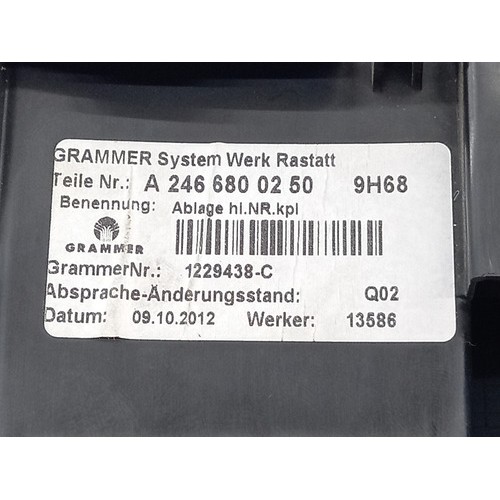 GRAMMER System Werk Rastatt
Teile Nr.: A 246 680 02 50 9H68
Benennung: Ablage hl.NR.kpl
GRAMMER
GrammerNr.: 1229438-C
Absprache-Änderungsstand: Q02
Datum: 09.10.2012 Werker: 13586